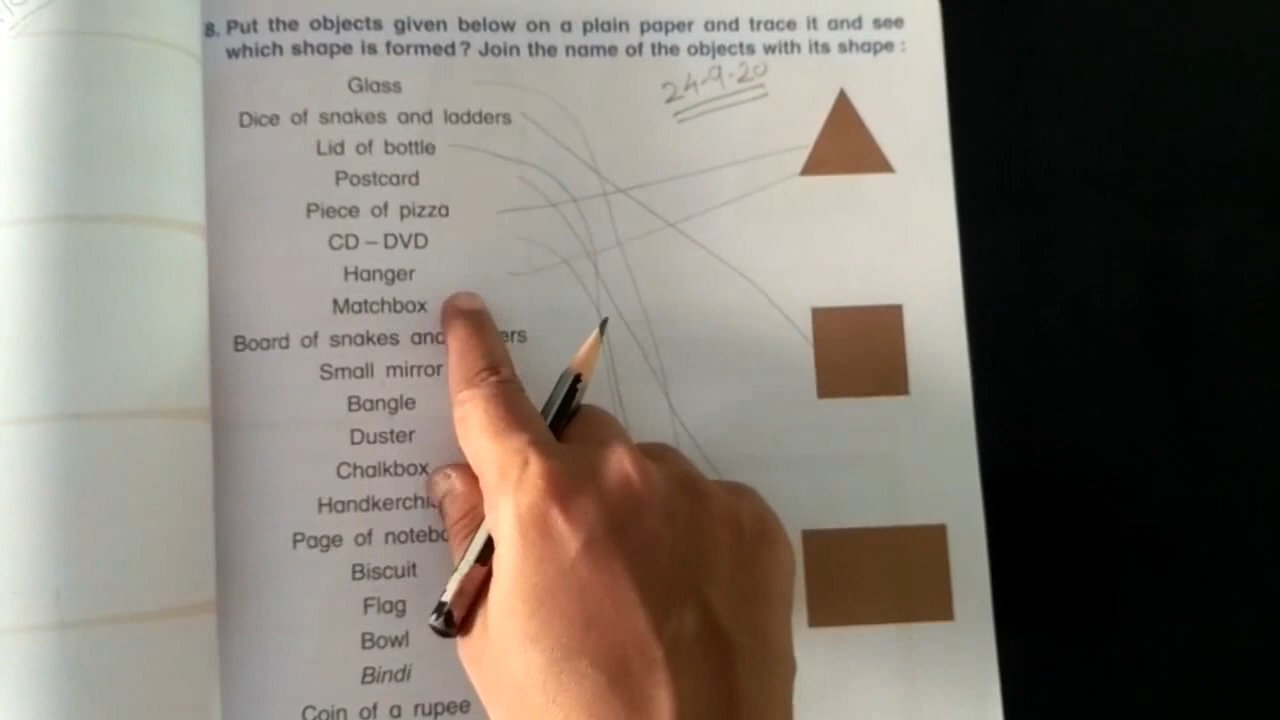 8. Put the objects given below on a plain paper and trace it and see
which shape is formed? Join the name of the objects with its shape :
24-9-20
Glass
Dice of snakes and ladders
Lid of bottle
Postcard
Piece of pizza
CD – DVD
Hanger
Matchbox
Board of snakes and ers
Small mirror
Bangle
Duster
Chalkbox
Handkerchi
Page of notebo
Biscuit
Flag
Bowl
Bindi
Coin of a rupee